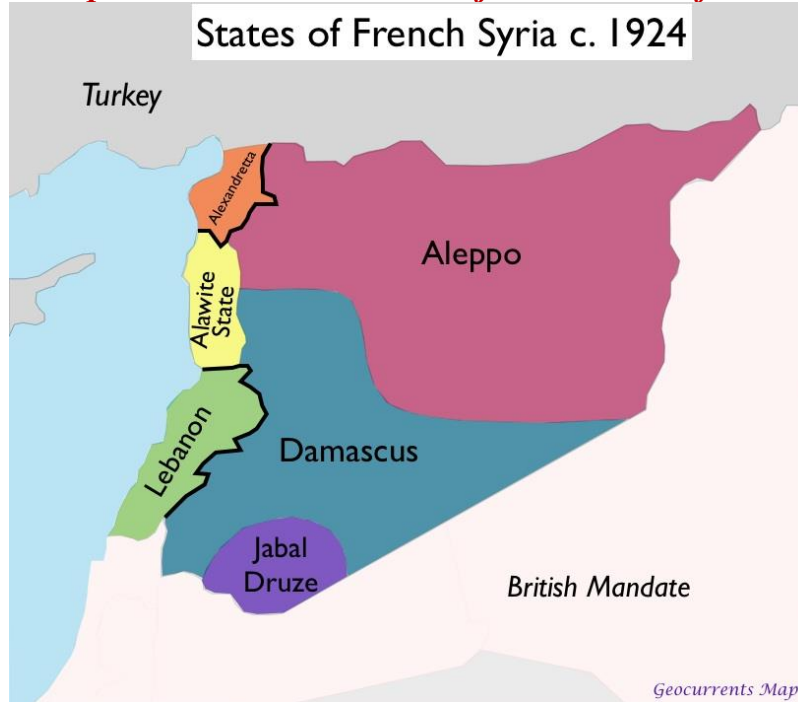 States of French Syria c. 1924
Turkey
Alexandretta
Aleppo
Alawite
State
Lebanon
Damascus
Jabal
Druze
British Mandate
Geocurrents Map